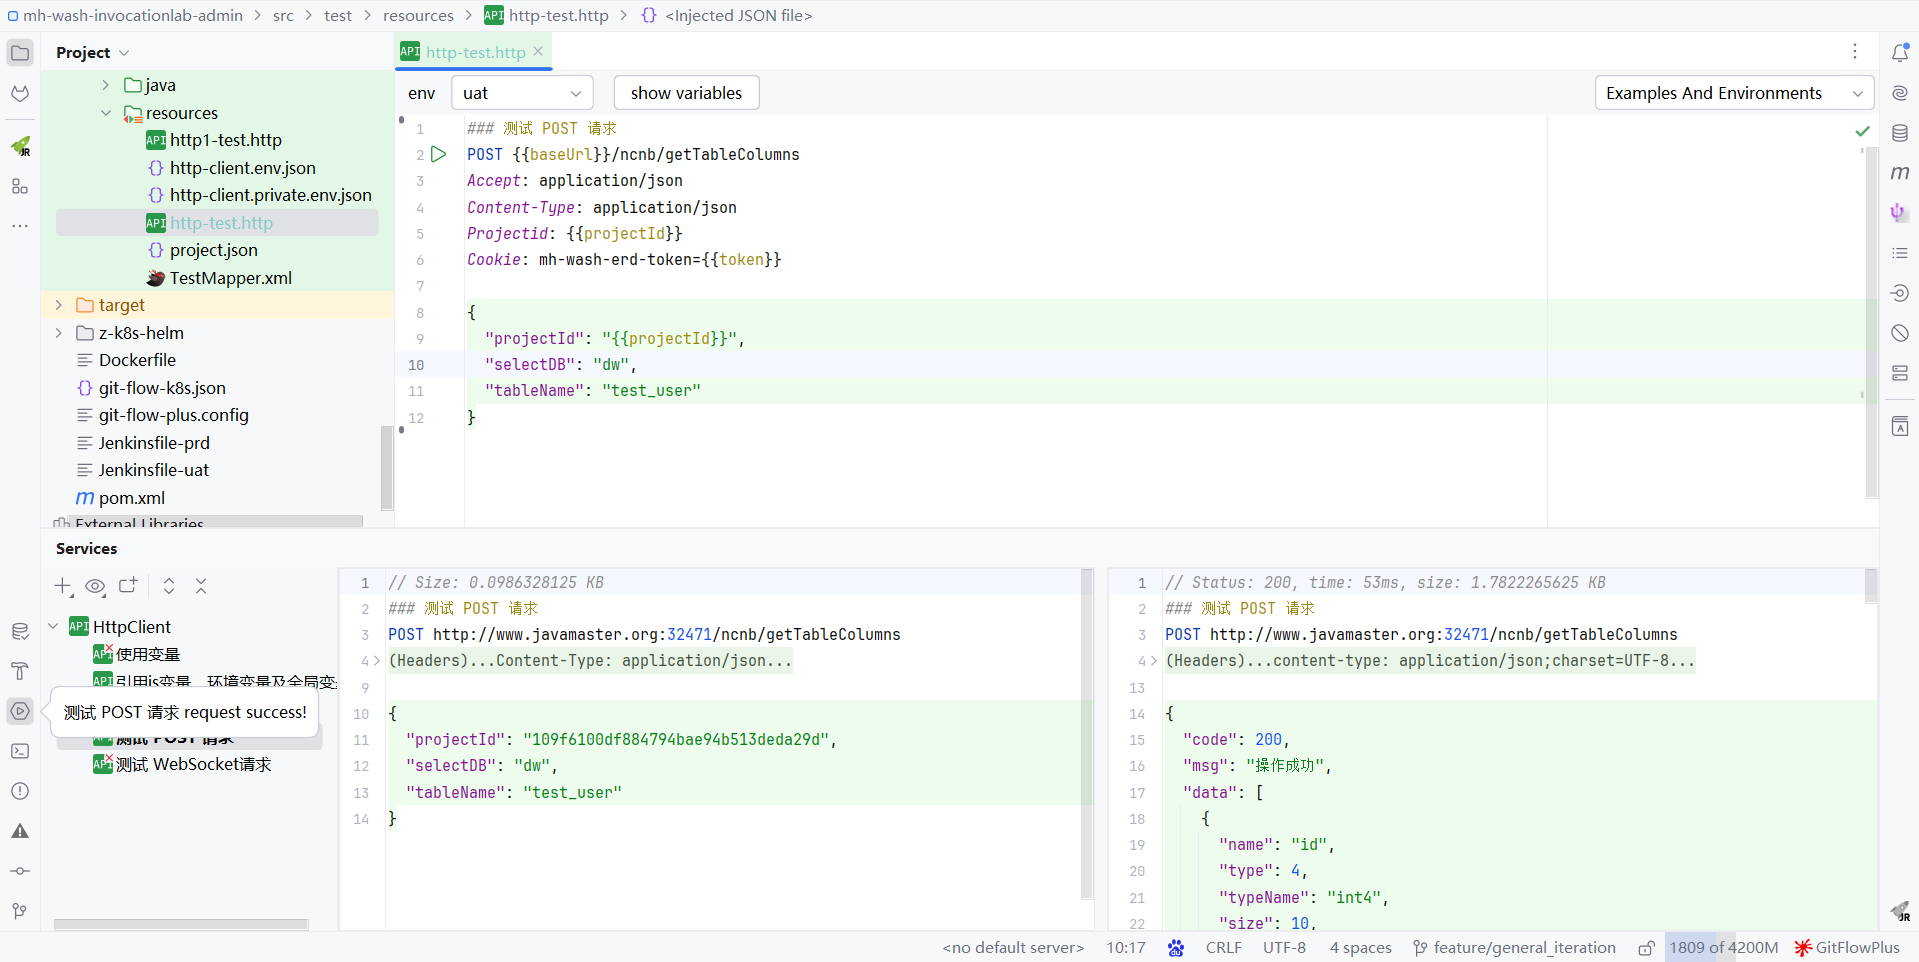 mh-wash-invocationlab-admin > src > test > resources > API http-test.http > {} <Injected JSON file>
Project
java
resources
API http1-test.http
{} http-client.env.json
{} http-client.private.env.json
API http-test.http
{} project.json
TestMapper.xml
target
z-k8s-helm
Dockerfile
{} git-flow-k8s.json
git-flow-plus.config
Jenkinsfile-prd
Jenkinsfile-uat
m pom.xml
External Libraries
API http-test.http
env uat show variables Examples And Environments
1 ### 测试 POST 请求
2 POST {{baseUrl}}/ncnb/getTableColumns
3 Accept: application/json
4 Content-Type: application/json
5 Projectid: {{projectId}}
6 Cookie: mh-wash-erd-token={{token}}
7
8 {
9 "projectId": "{{projectId}}",
10 "selectDB": "dw",
11 "tableName": "test_user"
12 }
Services
API HttpClient
API 使用变量
API 引用js变量、环境变量及全局变
测试 POST 请求 request success!
API 测试 POST 请求
API 测试 WebSocket请求
1 // Size: 0.0986328125 KB
2 ### 测试 POST 请求
3 POST http://www.javamaster.org:32471/ncnb/getTableColumns
4 (Headers)...Content-Type: application/json...
9
10 {
11 "projectId": "109f6100df884794bae94b513deda29d",
12 "selectDB": "dw",
13 "tableName": "test_user"
14 }
1 // Status: 200, time: 53ms, size: 1.7822265625 KB
2 ### 测试 POST 请求
3 POST http://www.javamaster.org:32471/ncnb/getTableColumns
4 (Headers)...content-type: application/json;charset=UTF-8...
13
14 {
15 "code": 200,
16 "msg": "操作成功",
17 "data": [
18 {
19 "name": "id",
20 "type": 4,
21 "typeName": "int4",
22 "size": 10,
<no default server> 10:17 CRLF UTF-8 4 spaces feature/general_iteration 1809 of 4200M GitFlowPlus